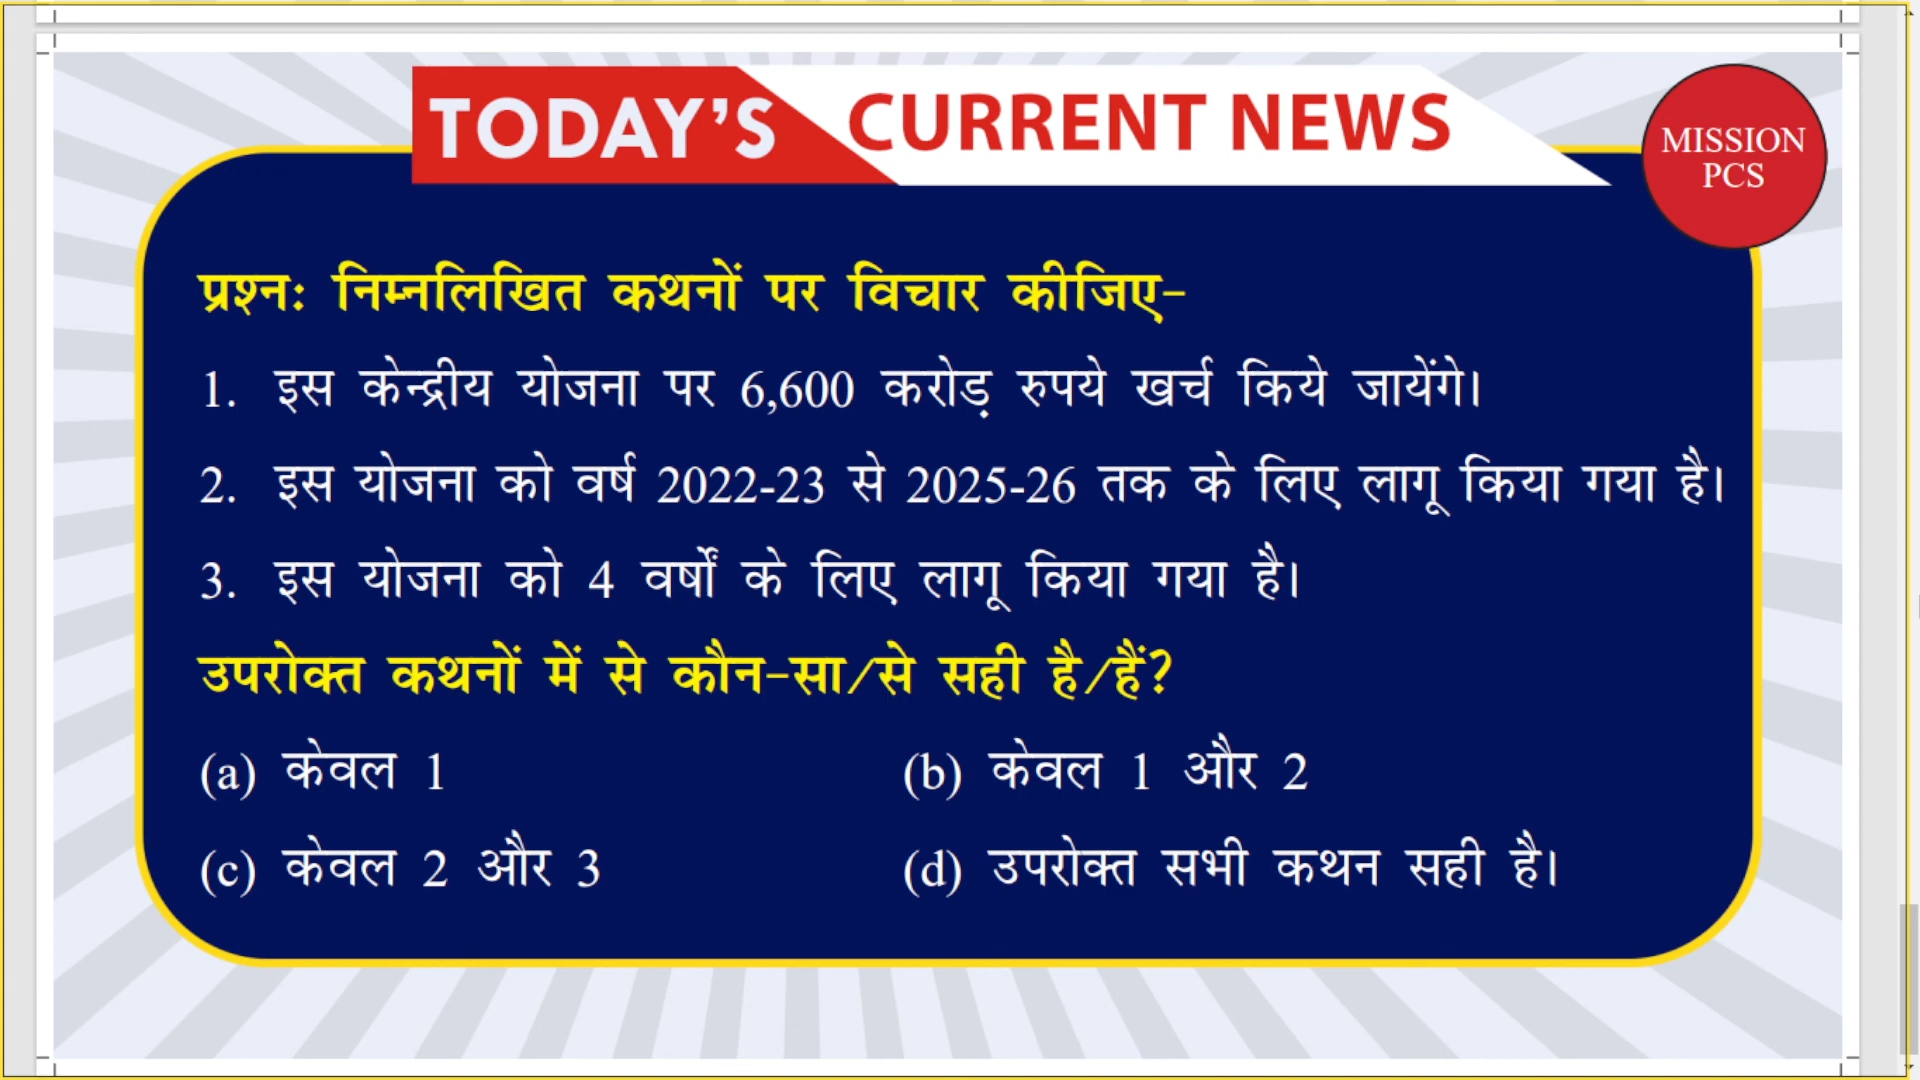 TODAY'S CURRENT NEWS
MISSION
PCS
प्रश्नः निम्नलिखित कथनों पर विचार कीजिए-
1. इस केन्द्रीय योजना पर 6,600 करोड़ रुपये खर्च किये जायेंगे।
2. इस योजना को वर्ष 2022-23 से 2025-26 तक के लिए लागू किया गया है।
3. इस योजना को 4 वर्षों के लिए लागू किया गया है।
उपरोक्त कथनों में से कौन-सा/से सही है/हैं?
(a) केवल 1 (b) केवल 1 और 2
(c) केवल 2 और 3 (d) उपरोक्त सभी कथन सही है।